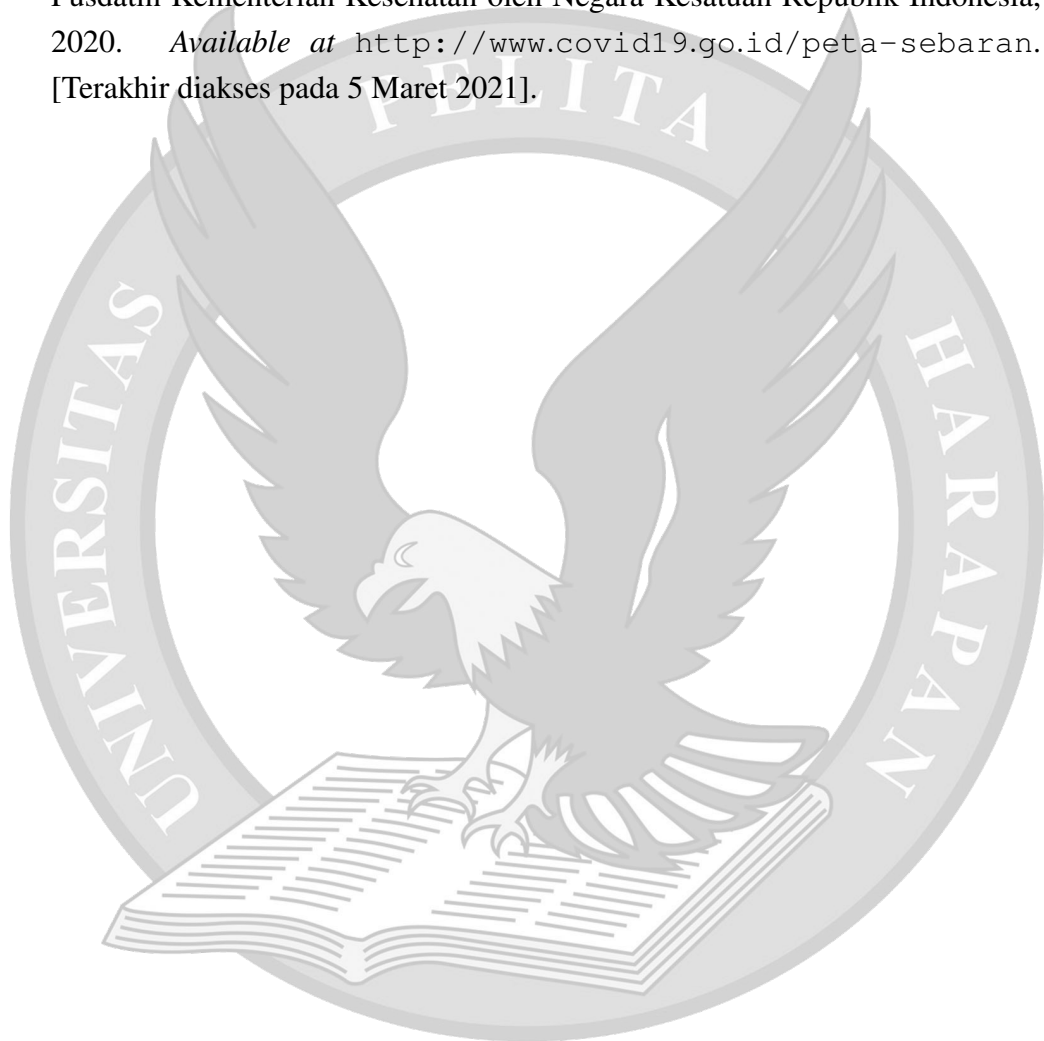 Pusdatin Kementerian Kesehatan oleh Negara Kesatuan Republik Indonesia,
2020. Available at http://www.covid19.go.id/peta-sebaran.
[Terakhir diakses pada 5 Maret 2021].
UNIVERSITAS PELITA HARAPAN